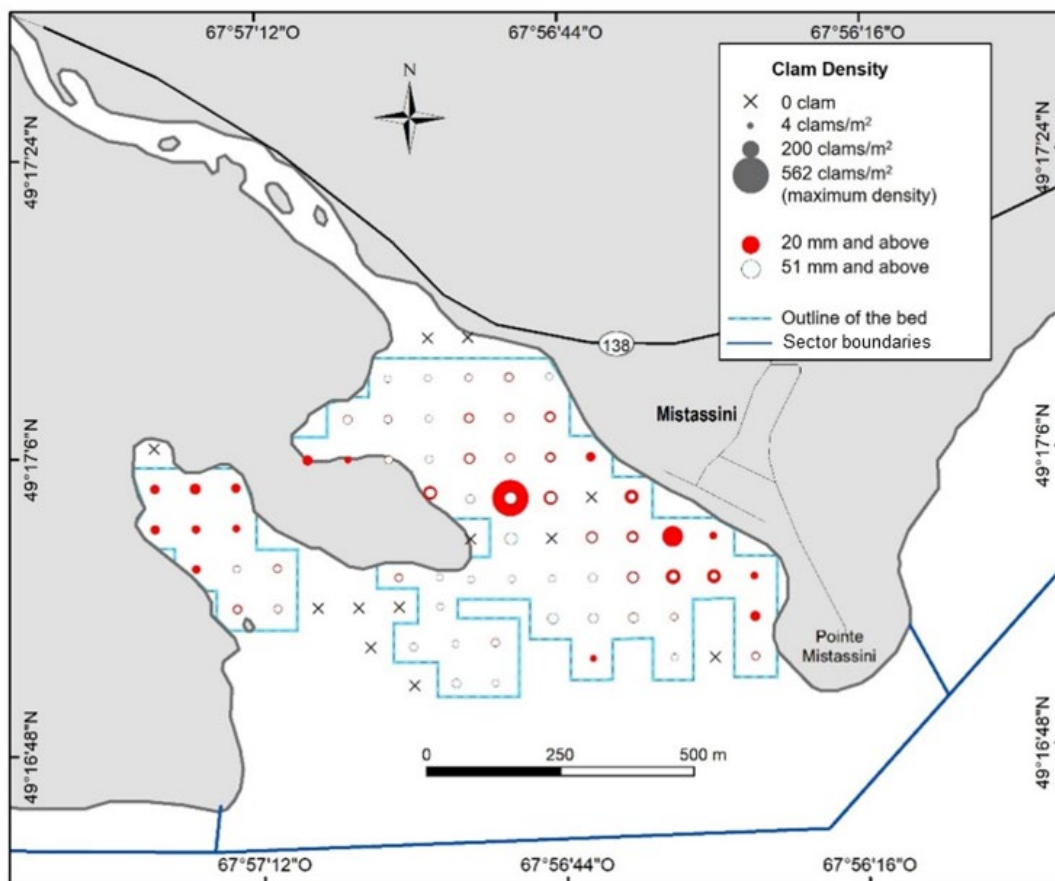 67°57'12"O 67°56'44"O 67°56'16"O
N
Clam Density
0 clam
4 clams/m²
200 clams/m²
562 clams/m²
(maximum density)
20 mm and above
51 mm and above
Outline of the bed
Sector boundaries
49°17'24"N
49°17'24"N
138
Mistassini
49°17'6"N
49°17'6"N
Pointe
Mistassini
49°16'48"N
49°16'48"N
0 250 500 m
67°57'12"O 67°56'44"O 67°56'16"O